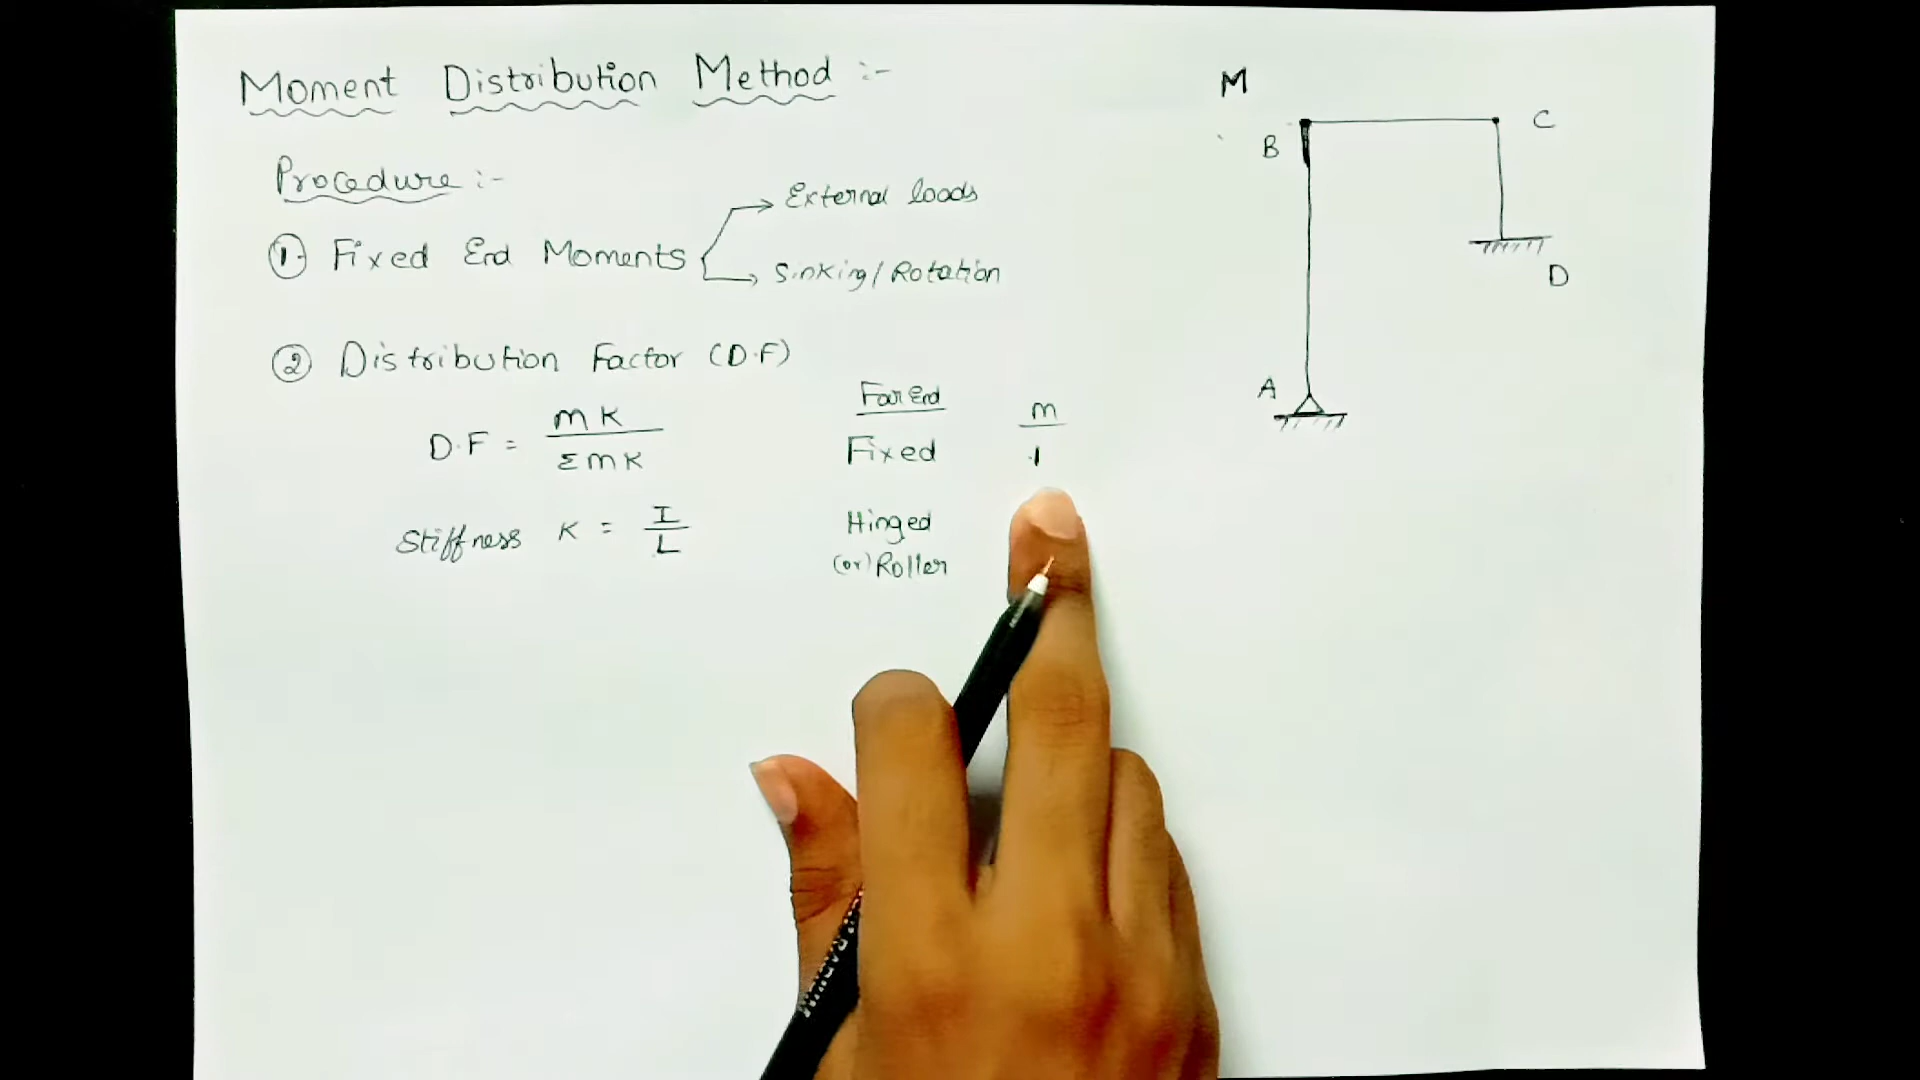 Moment Distribution Method :-
Procedure :-
① Fixed End Moments
External loads
Sinking/Rotation
② Distribution Factor (D.F)
D.F = mK / ΣmK
Stiffness K = I / L
Far End m
Fixed 1
Hinged
(or) Roller
M
B
C
D
A